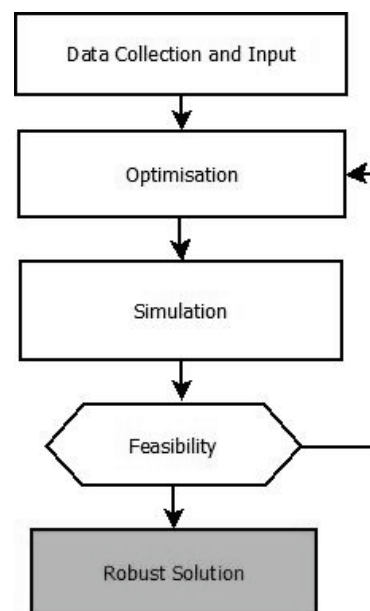 Data Collection and Input
Optimisation
Simulation
Feasibility
Robust Solution